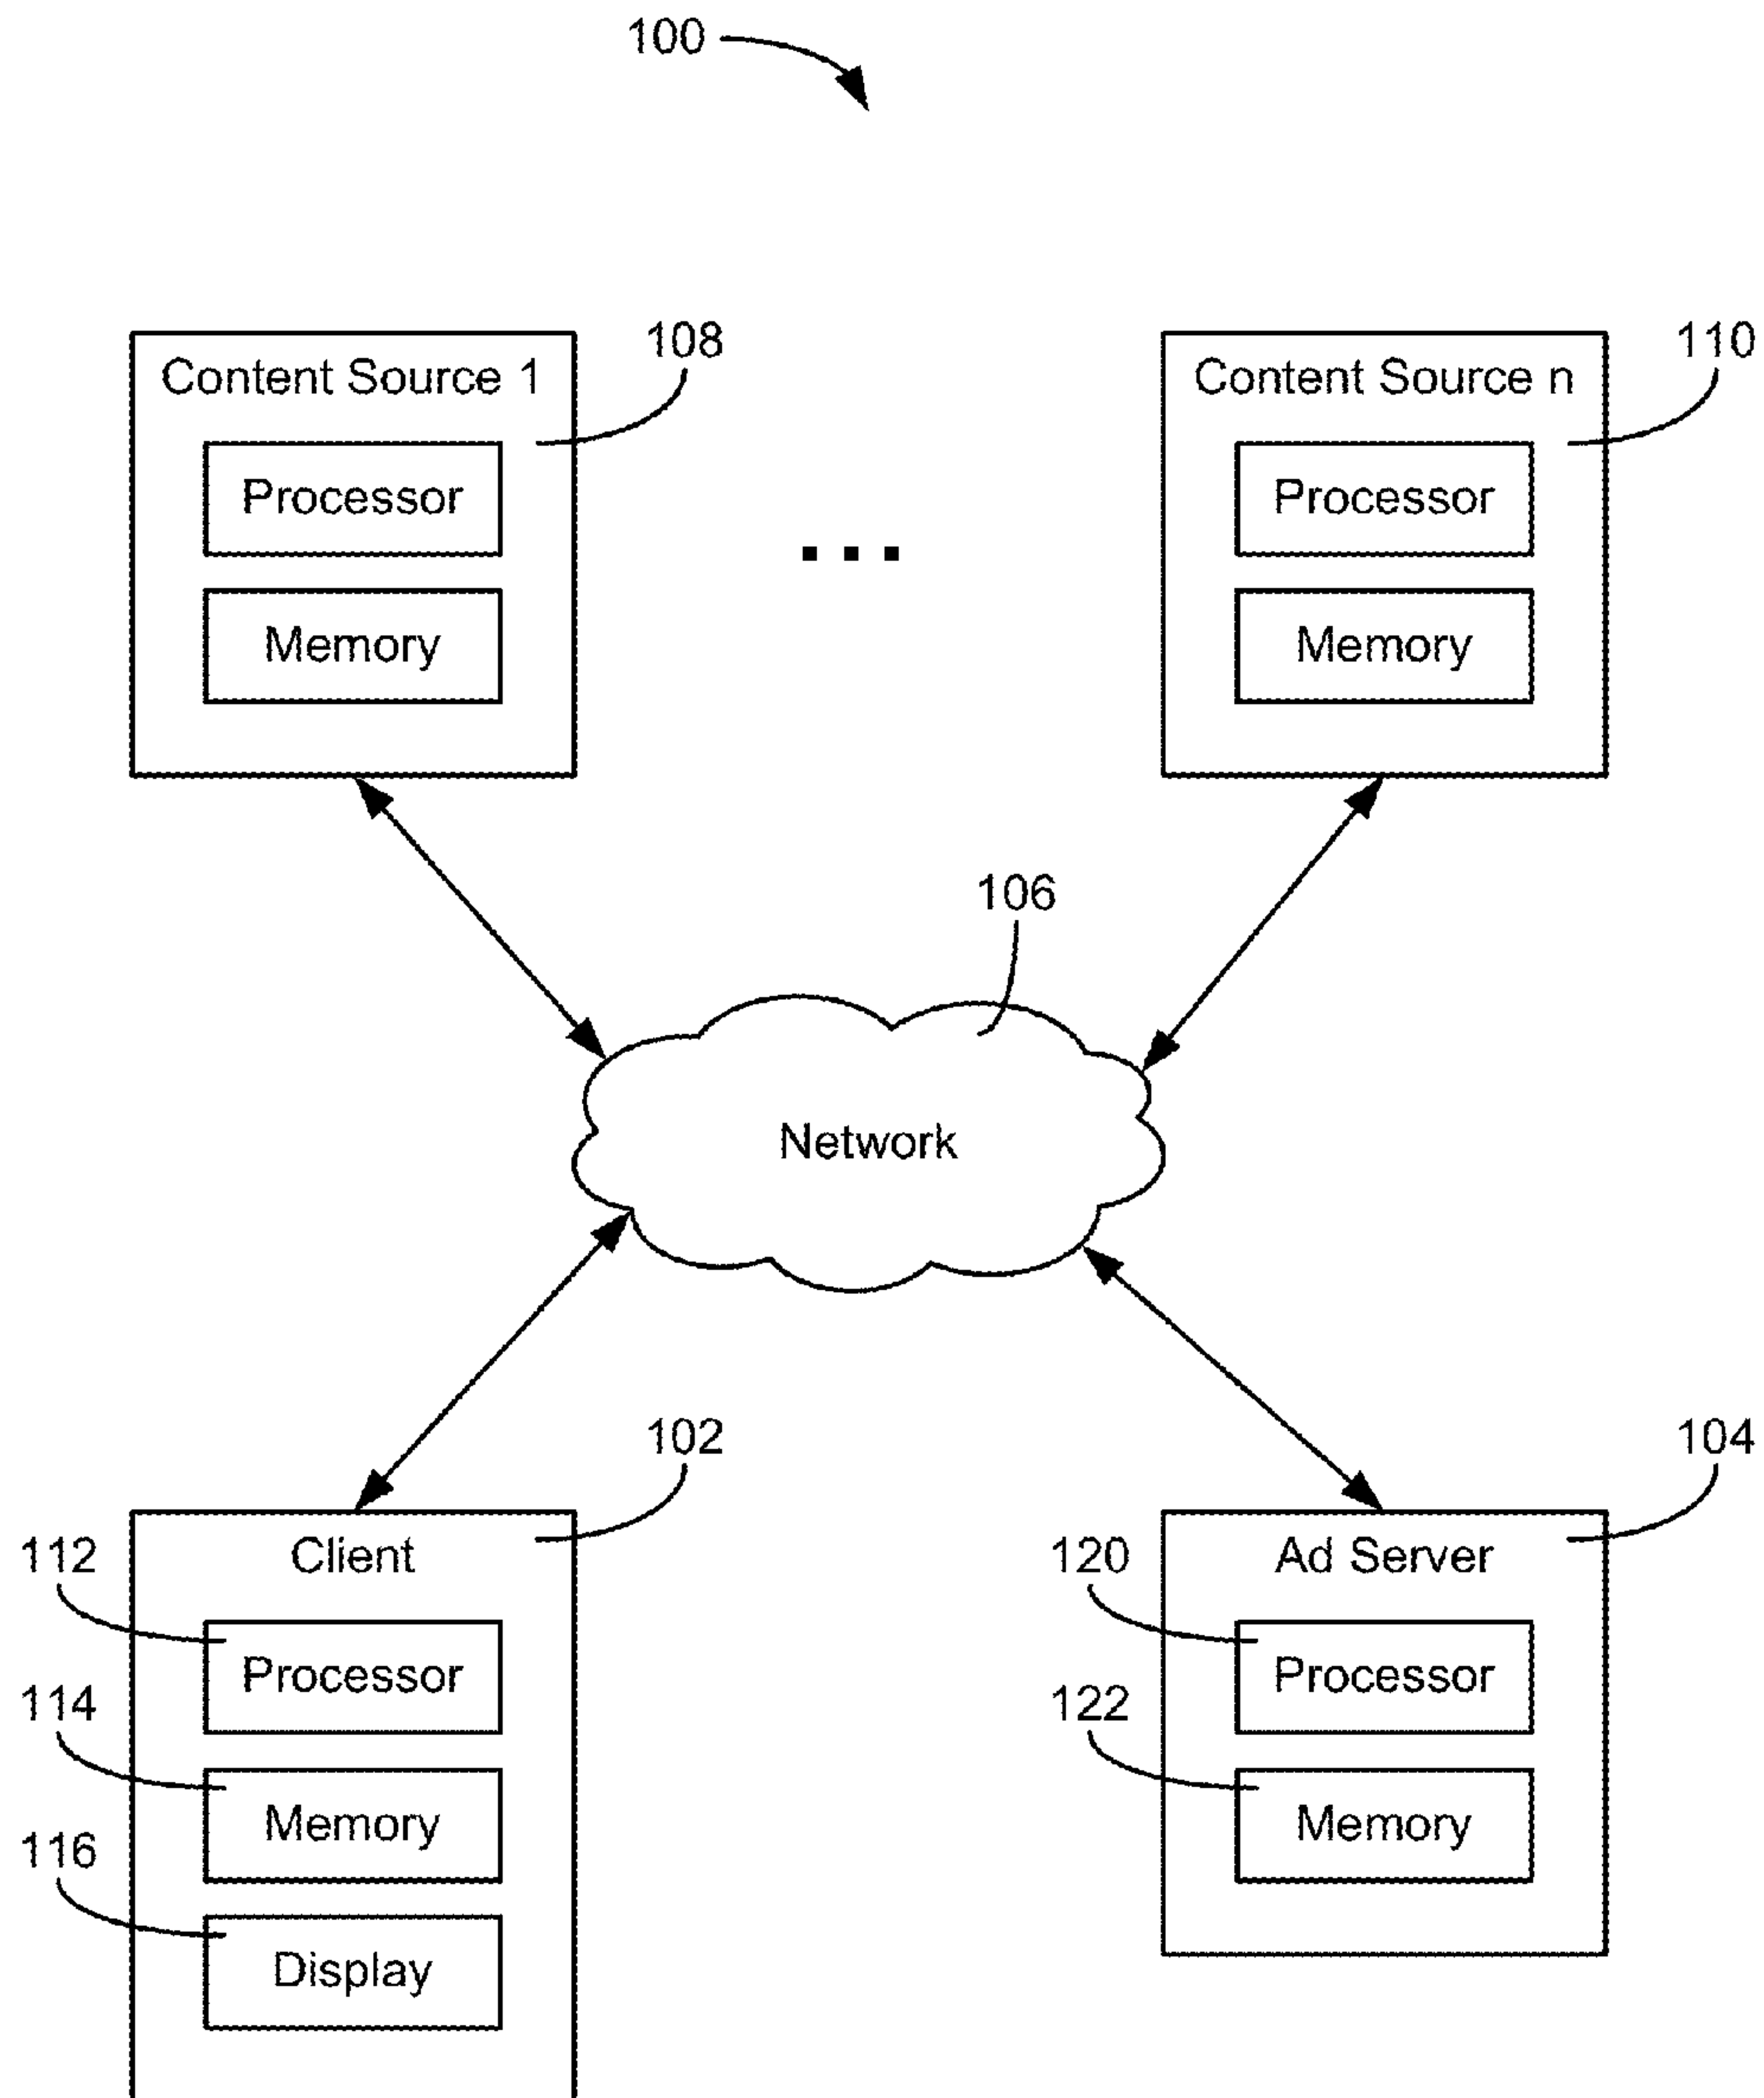 100
108
110
Content Source 1
Content Source n
Processor
Processor
...
Memory
Memory
106
Network
102
104
Client
Ad Server
112
120
Processor
Processor
114
122
Memory
Memory
116
Display